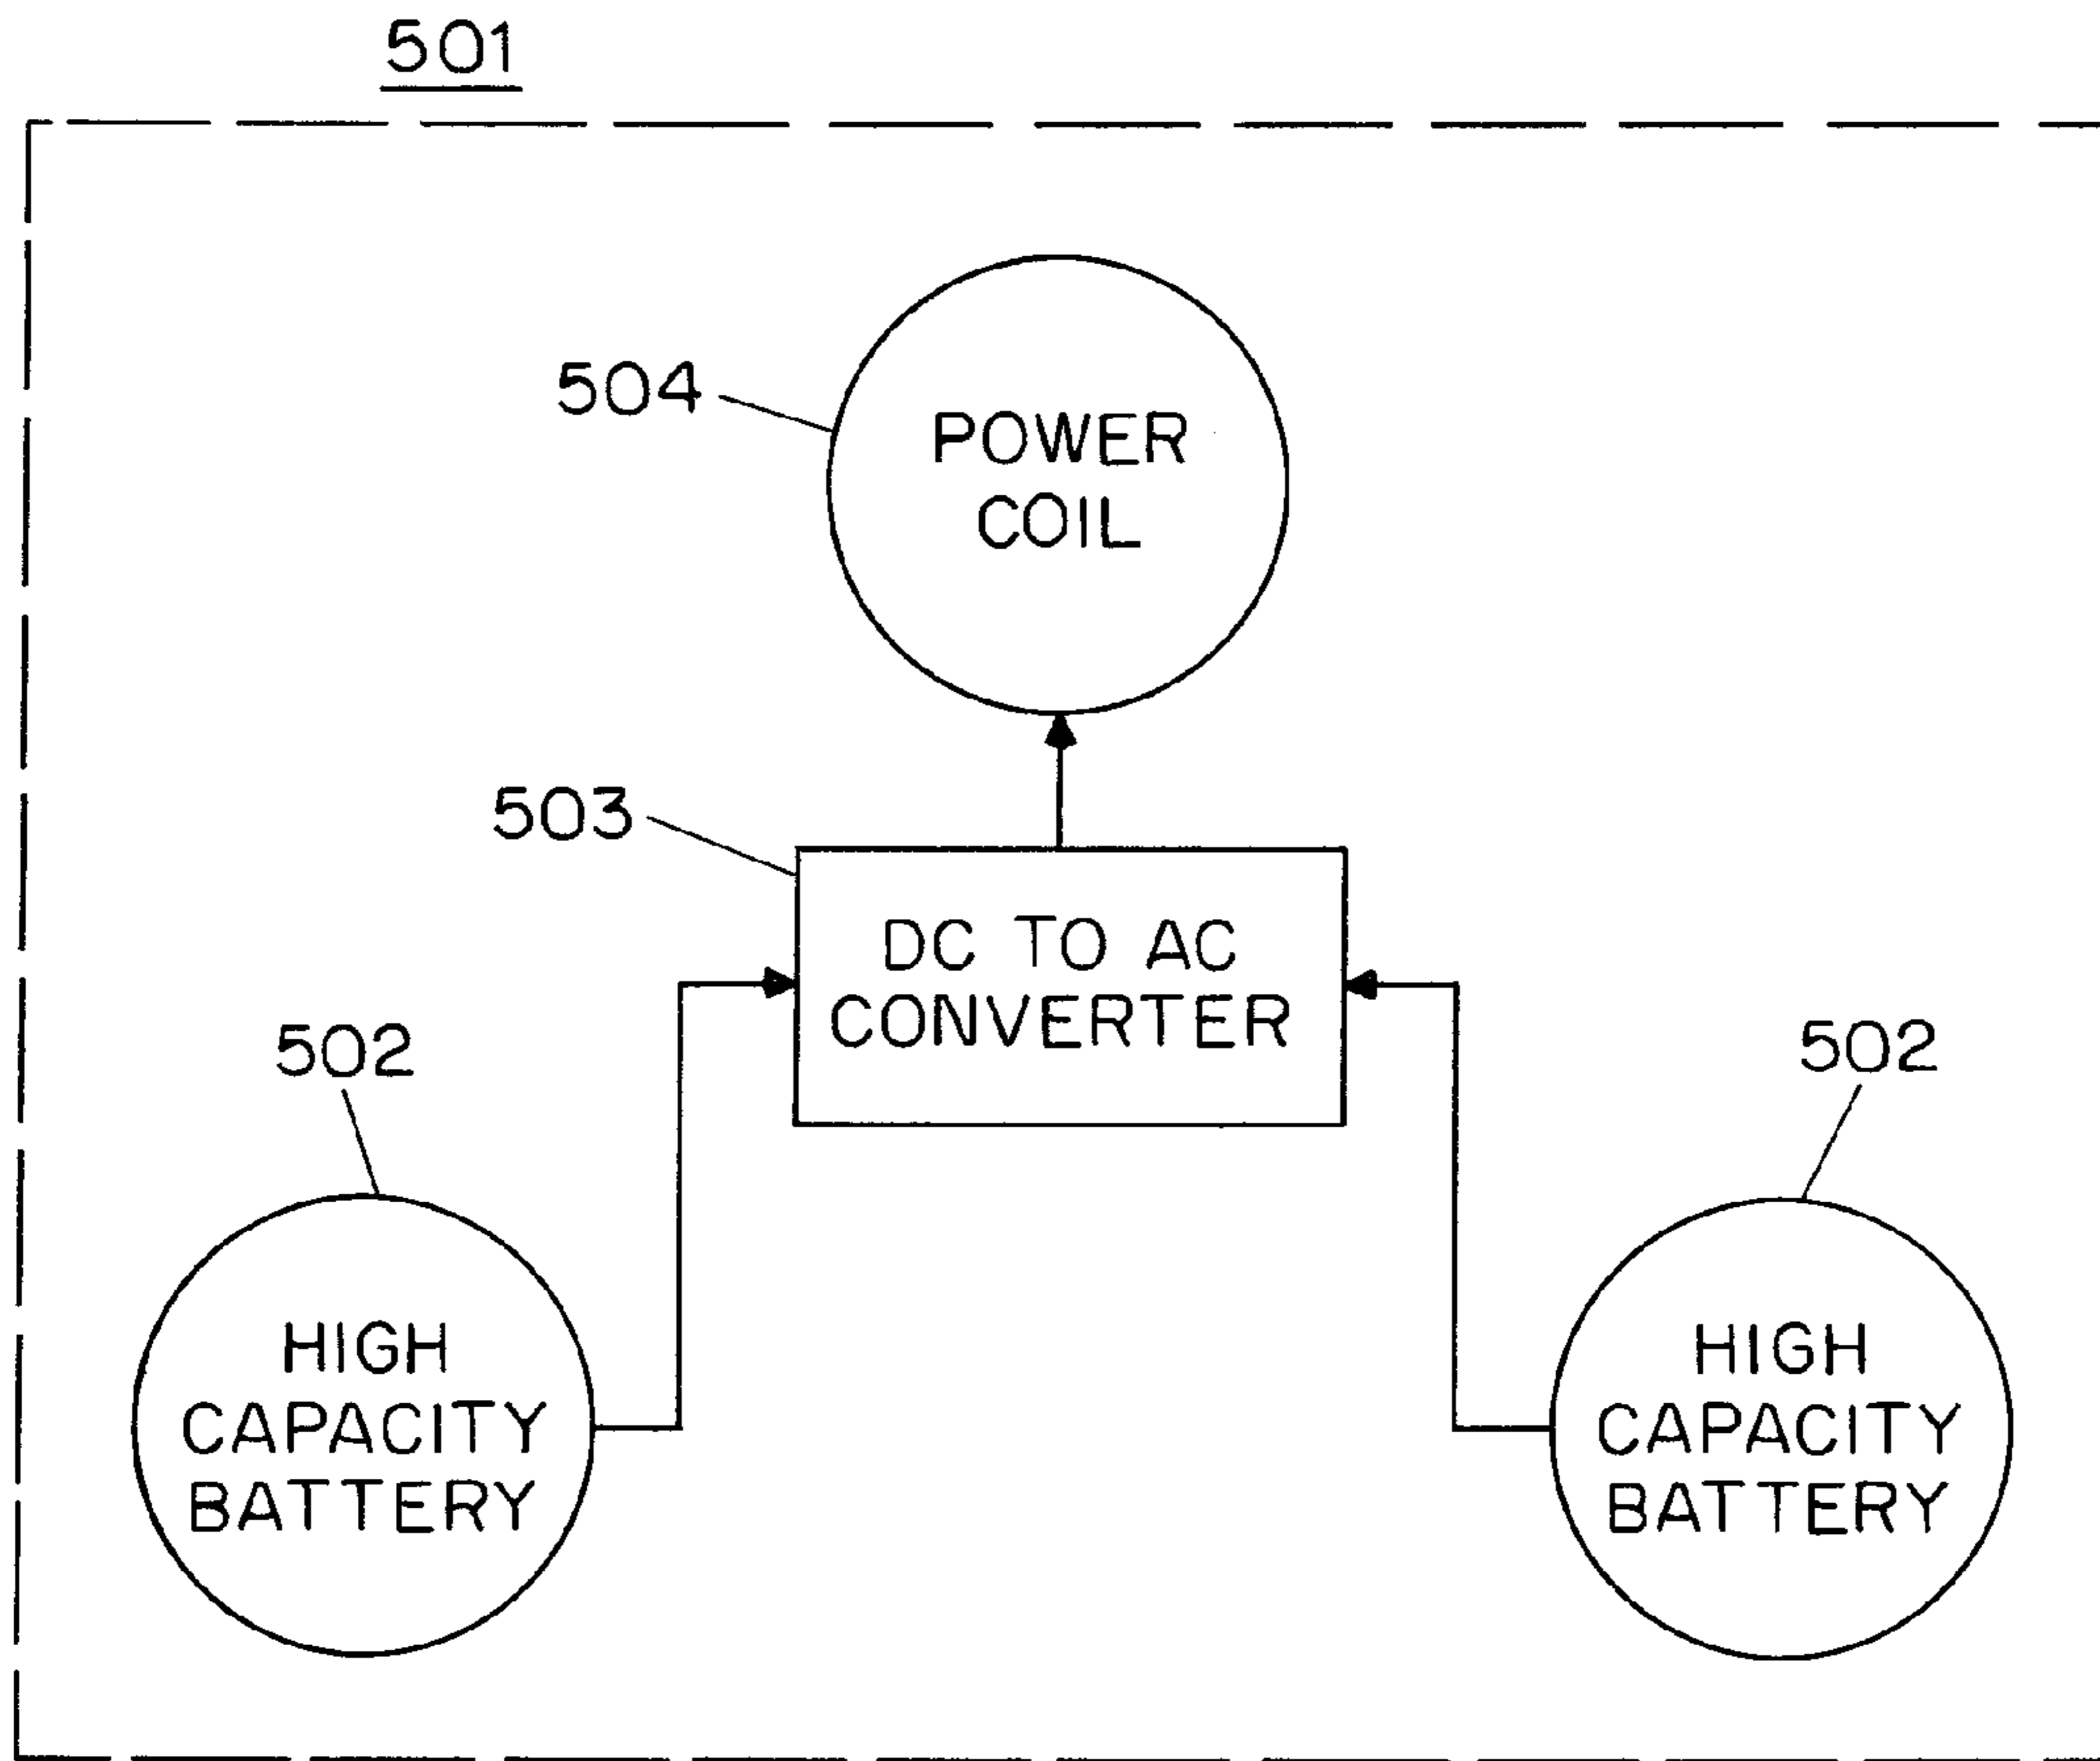 501
504
POWER
COIL
503
DC TO AC
CONVERTER
502
502
HIGH
CAPACITY
BATTERY
HIGH
CAPACITY
BATTERY